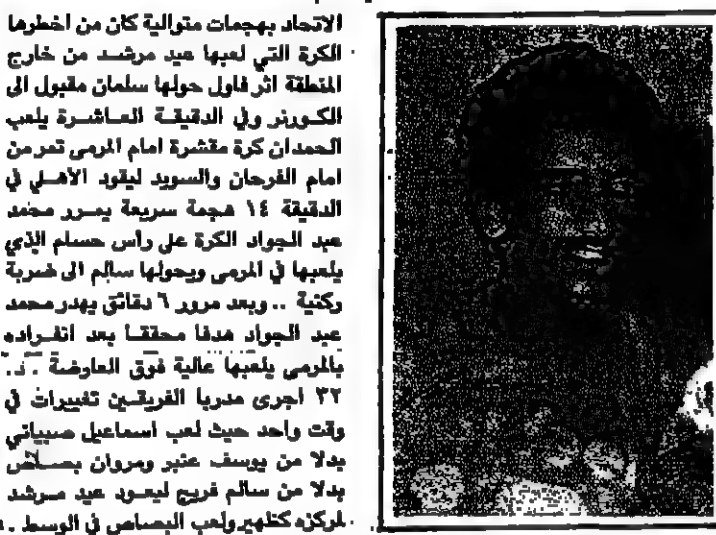 الاتحاد بهجمات متوالية كان من اخطرها
الكرة التي لعبها عيد مرشد من خارج
المنطقة اثر فاول حولها سلمان مقبول الى
الكورنر وفي الدقيقة العاشرة يلعب
الحمدان كرة مقشرة امام المرمى تمر من
امام الفرحان والسويد ليقود الأهلي في
الدقيقة ١٤ هجمة سريعة يمرر محمد
عبد الجواد الكرة على رأس حسام الذي
يلعبها في المرمى ويحولها سالم الى ضربة
ركنية .. وبعد مرور ٦ دقائق يهدر محمد
عبد الجواد هدفا محققا بعد انفراده
بالمرمى يلعبها عالية فوق العارضة .
٣٢ اجرى مدربا الفريقين تغييرات في
وقت واحد حيث لعب اسماعيل صبياني
بدلا من يوسف عنبر ومروان بصاص
بدلا من سالم فريج ليعود عيد مرشد
لمركزه كظهير ولعب البصاص في الوسط .